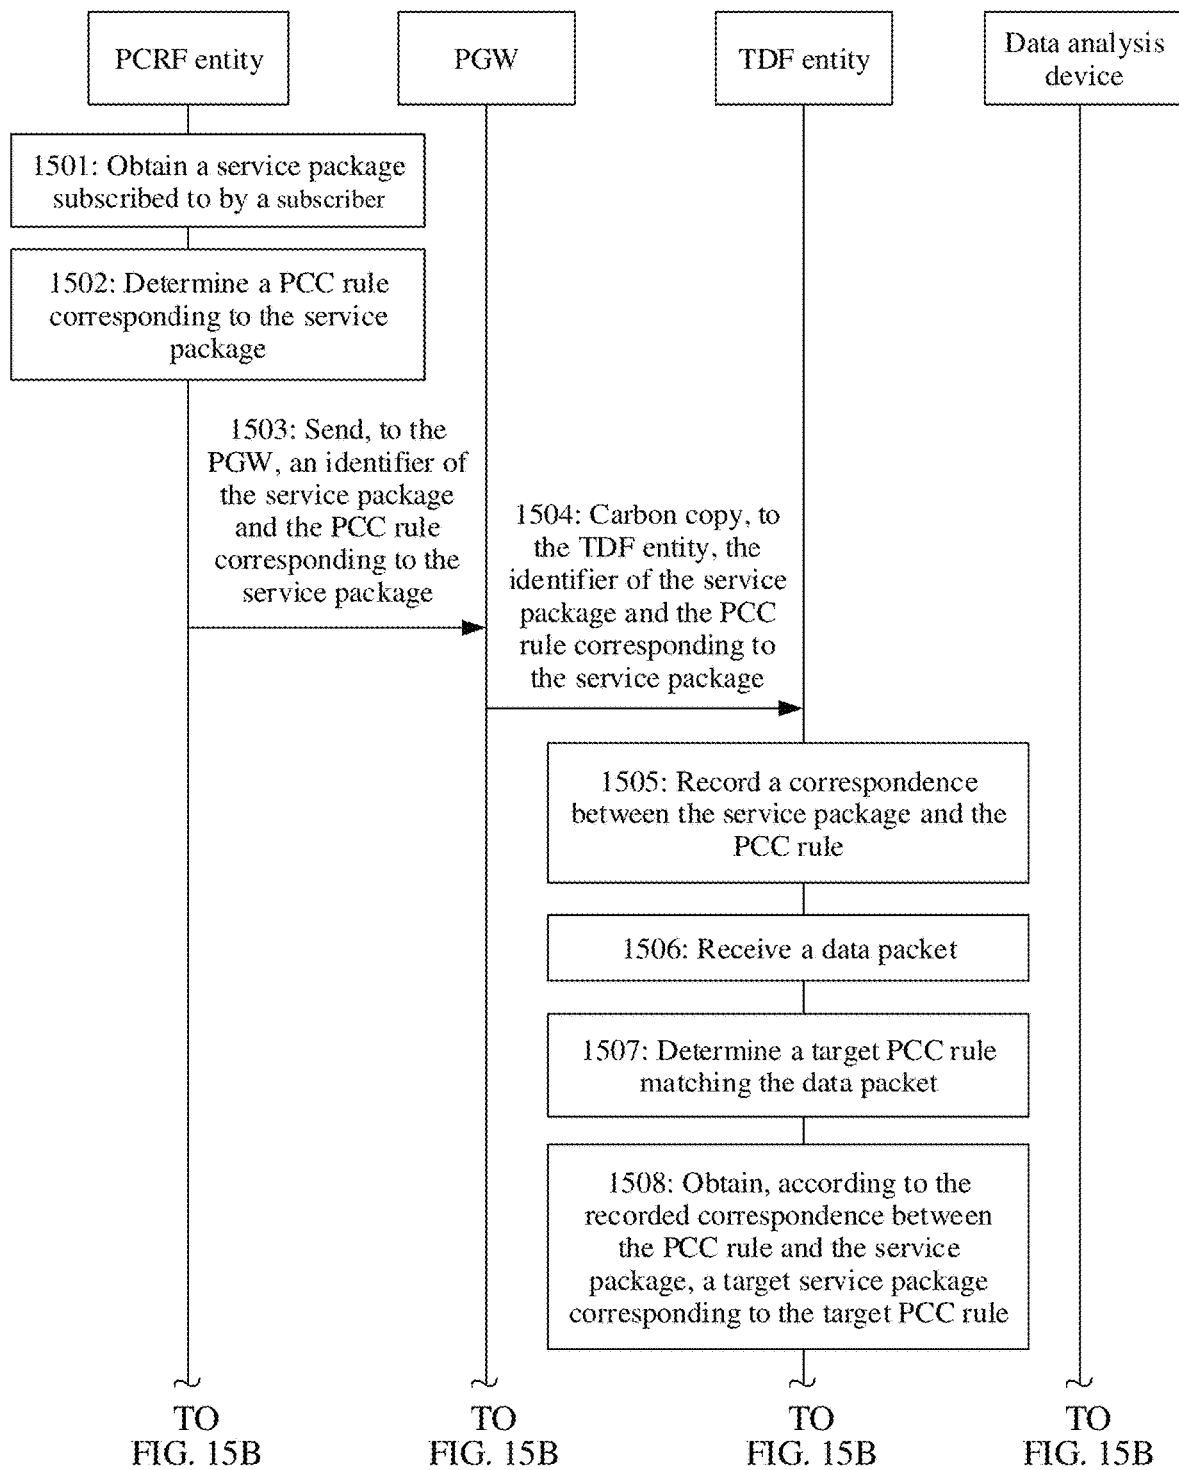 PCRF entity
PGW
TDF entity
Data analysis
device
1501: Obtain a service package
subscribed to by a subscriber
1502: Determine a PCC rule
corresponding to the service
package
1503: Send, to the
PGW, an identifier of
the service package
and the PCC rule
corresponding to the
service package
1504: Carbon copy, to
the TDF entity, the
identifier of the service
package and the PCC
rule corresponding to
the service package
1505: Record a correspondence
between the service package and the
PCC rule
1506: Receive a data packet
1507: Determine a target PCC rule
matching the data packet
1508: Obtain, according to the
recorded correspondence between
the PCC rule and the service
package, a target service package
corresponding to the target PCC rule
TO
FIG. 15B
TO
FIG. 15B
TO
FIG. 15B
TO
FIG. 15B